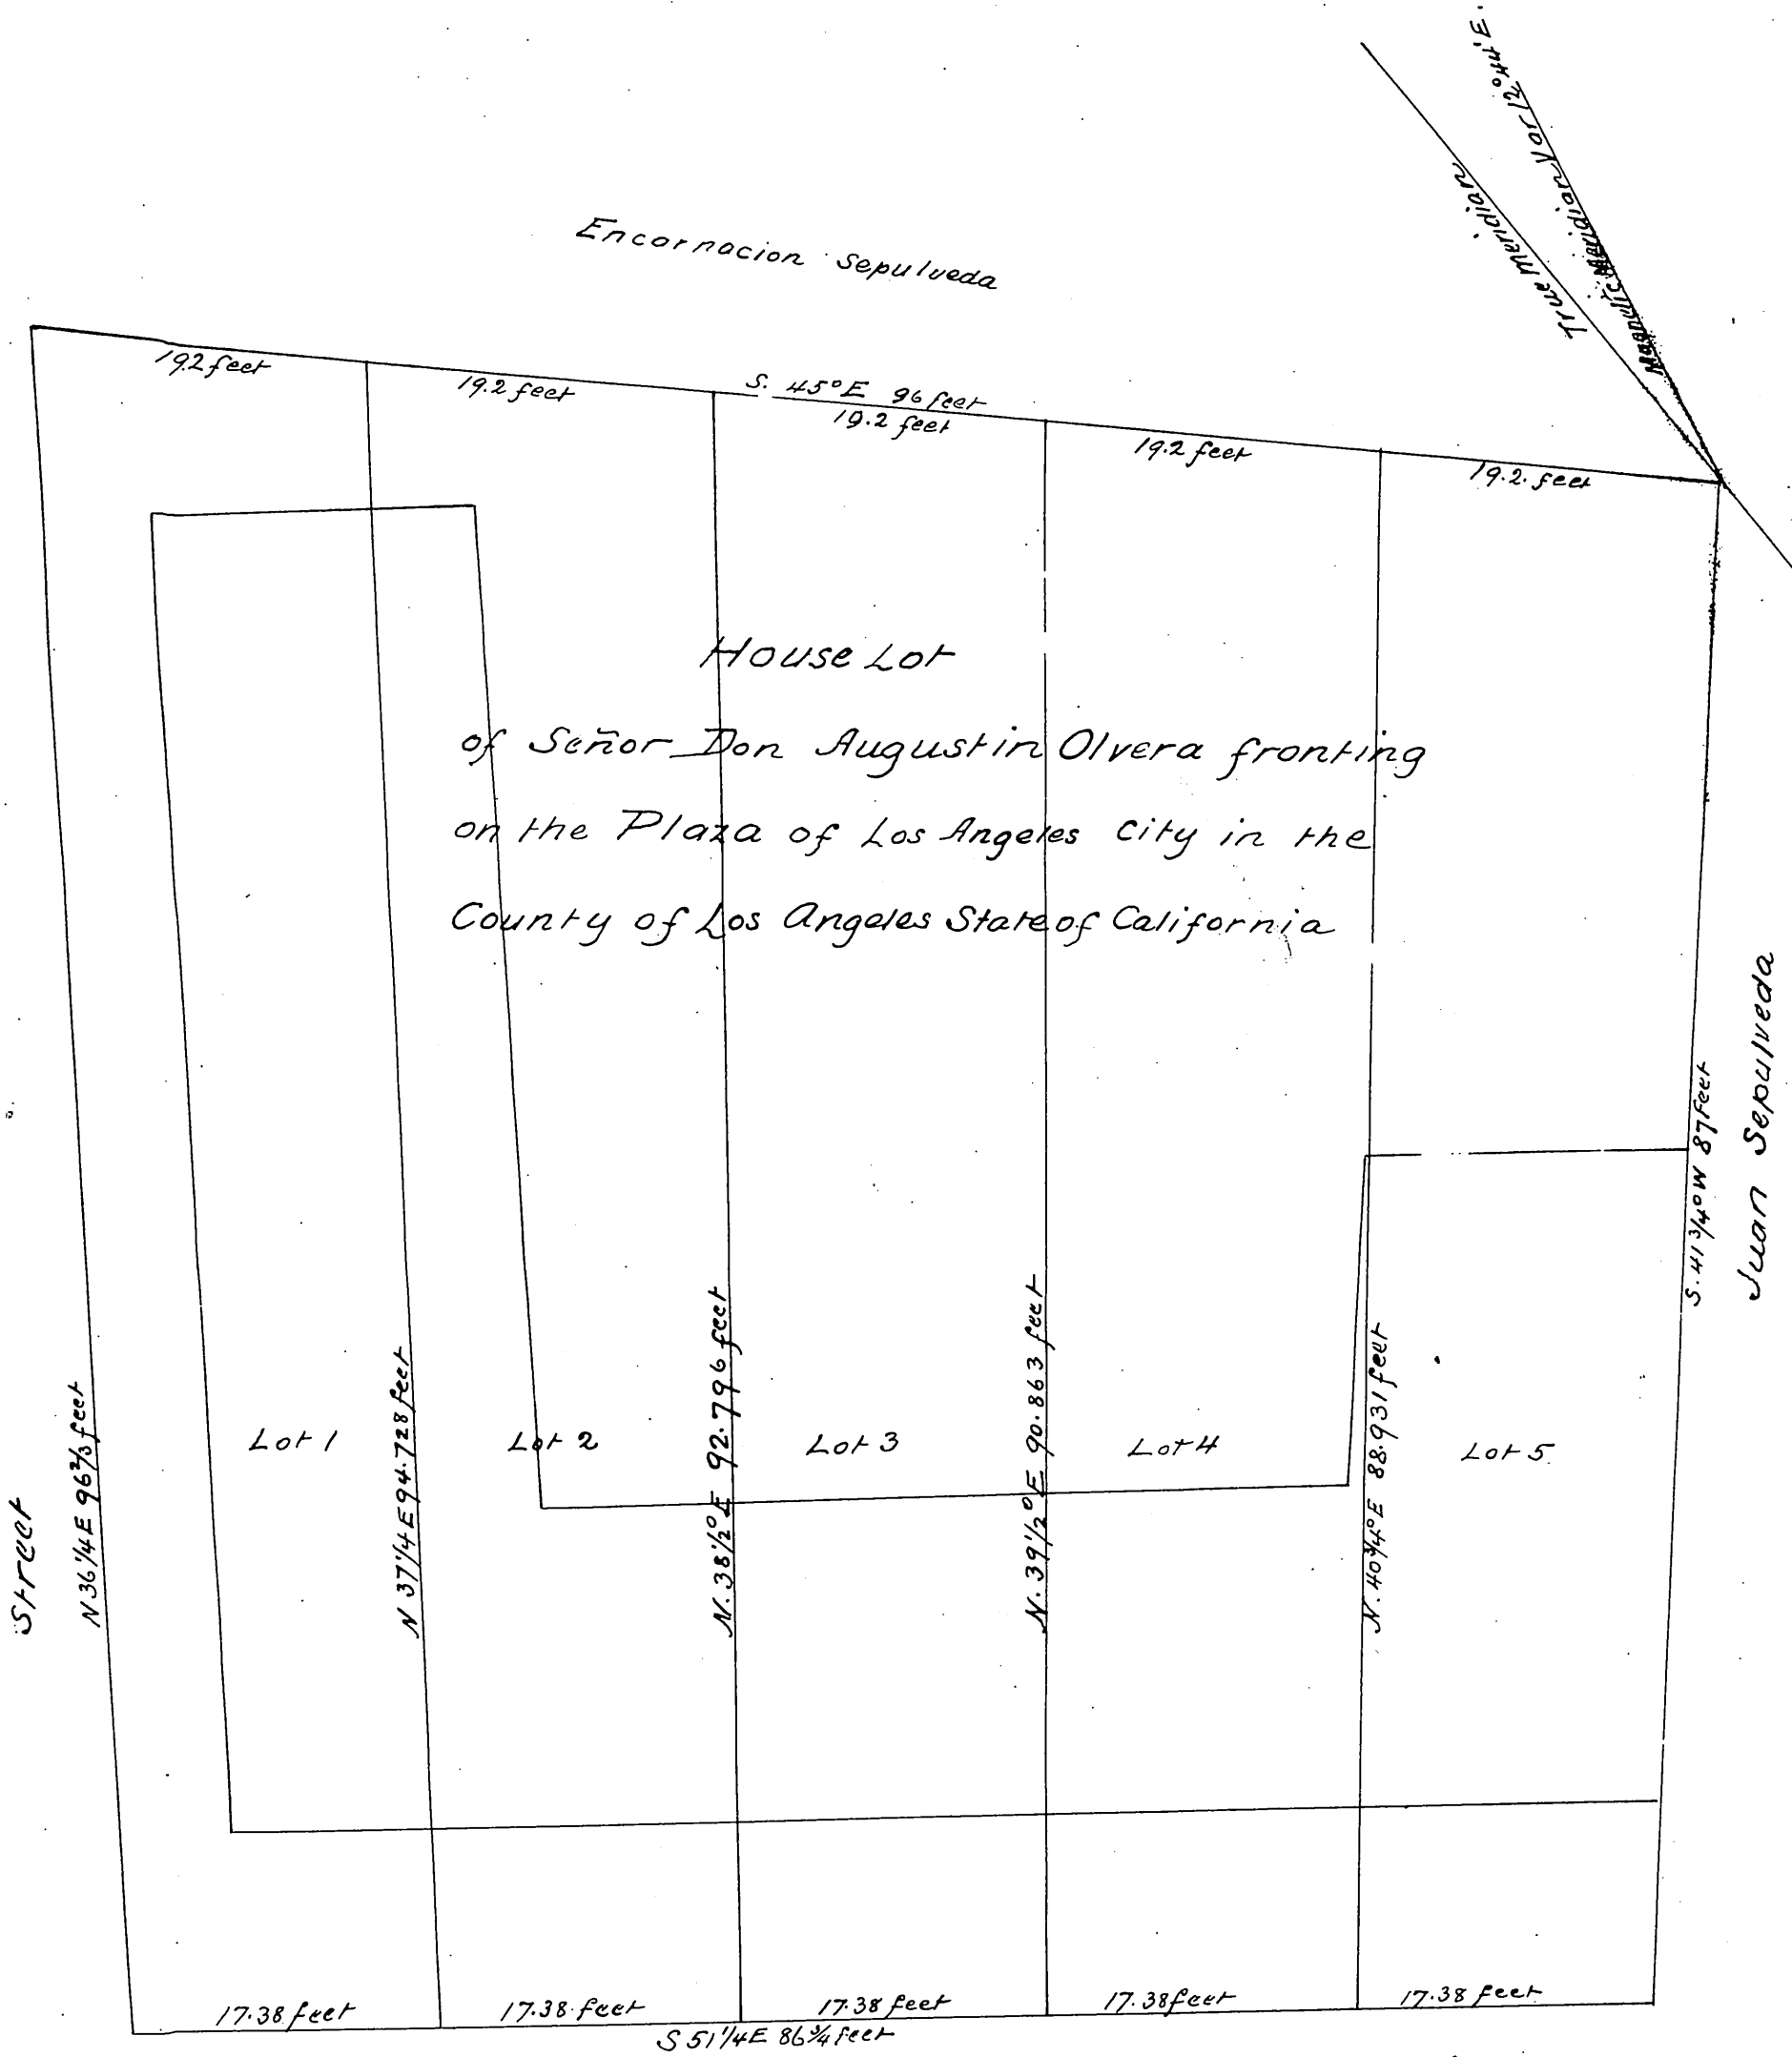 True meridian
Magnetic Meridian Var 12°44' E.
Encarnacion Sepulveda
19.2 feet
19.2 feet
S. 45° E 96 feet
19.2 feet
19.2 feet
19.2. feet
House Lot
of Señor Don Augustin Olvera fronting
on the Plaza of Los Angeles City in the
County of Los Angeles State of California
Juan Sepulveda
S. 41 3/4° W 87 Feet
Street
N 36 1/4 E 96 2/3 feet
N 37 1/4 E 94.728 feet
N. 38 1/2° E 92.796 feet
N. 39 1/2° E 90.863 feet
N. 40 3/4° E 88.931 feet
Lot 1
Lot 2
Lot 3
Lot 4
Lot 5.
17.38 feet
17.38 feet
17.38 feet
17.38 feet
17.38 feet
S 51 1/4 E 86 3/4 feet